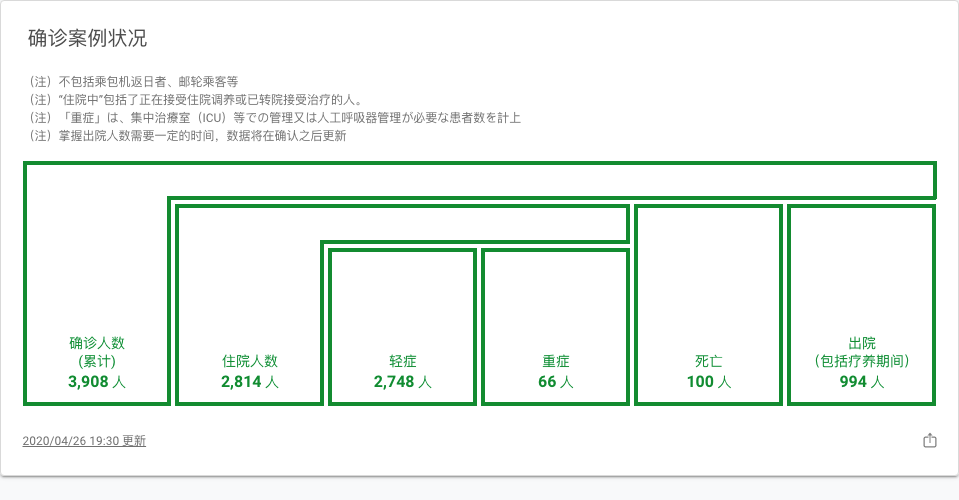 确诊案例状况
（注）不包括乘包机返日者、邮轮乘客等
（注）“住院中”包括了正在接受住院调养或已转院接受治疗的人。
（注）「重症」は、集中治療室（ICU）等での管理又は人工呼吸器管理が必要な患者数を計上
（注）掌握出院人数需要一定的时间，数据将在确认之后更新
确诊人数
(累计)
3,908 人
住院人数
2,814 人
轻症
2,748 人
重症
66 人
死亡
100 人
出院
（包括疗养期间）
994 人
2020/04/26 19:30 更新